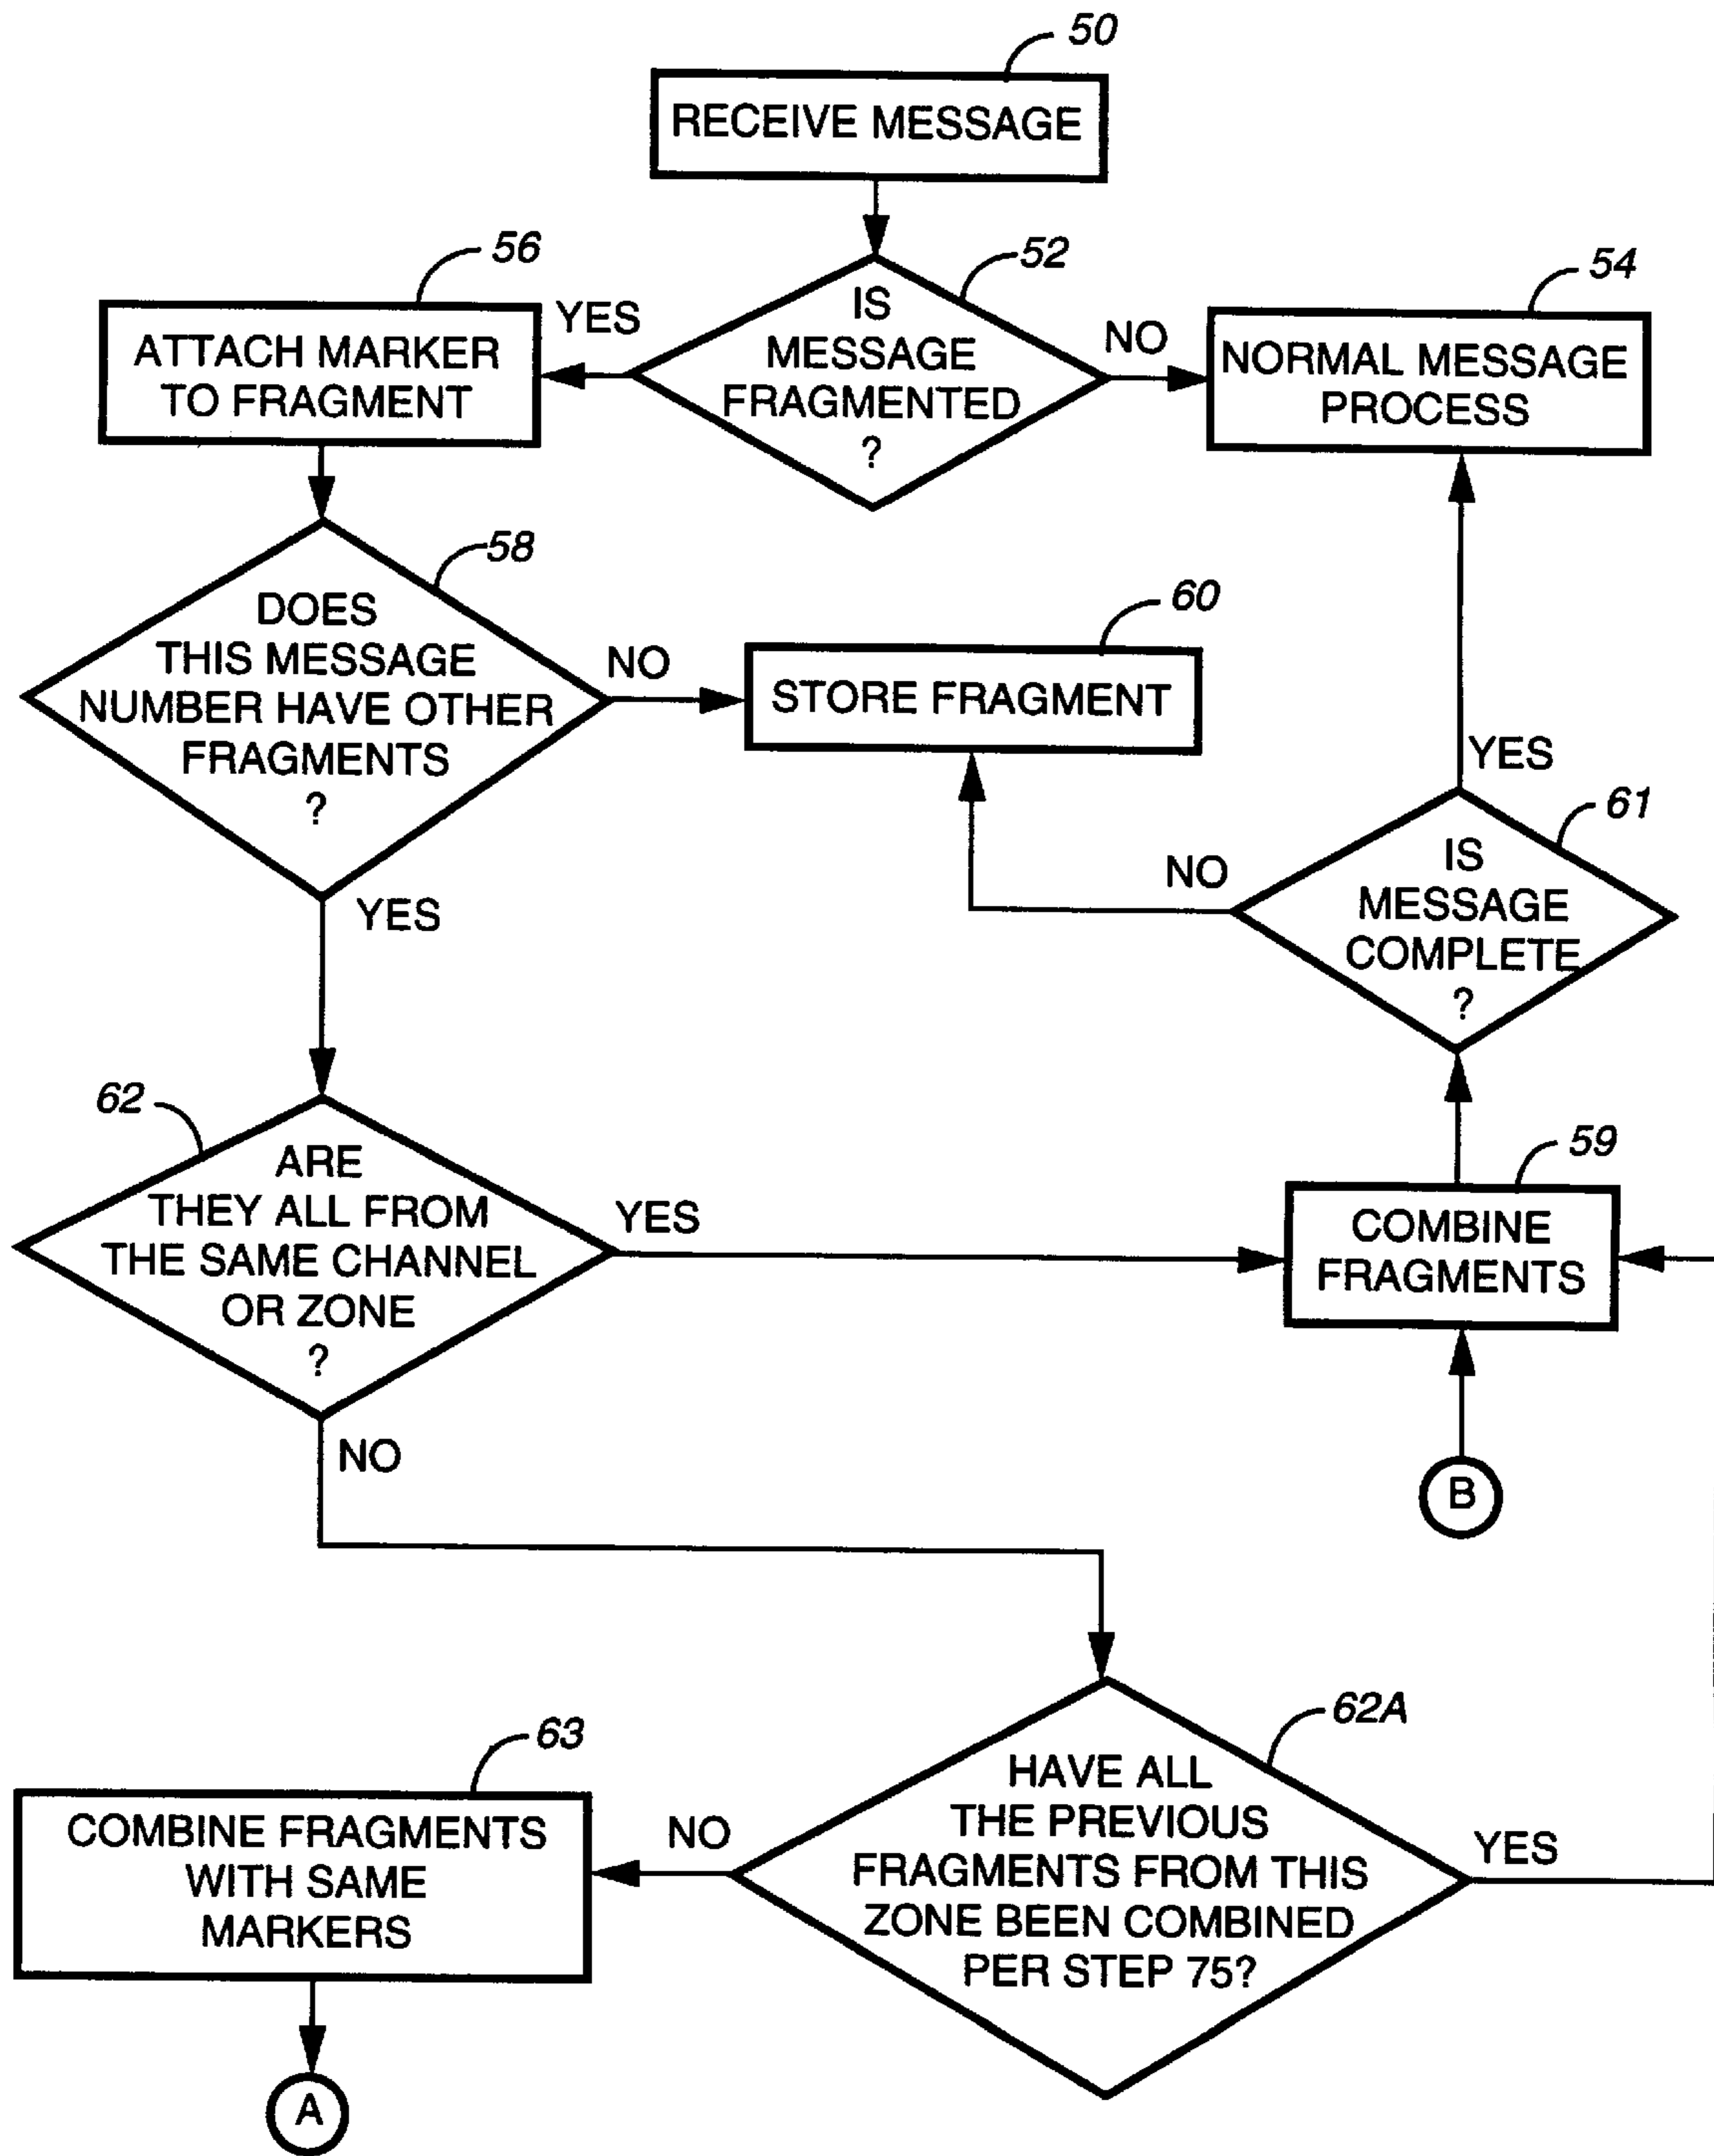 50
RECEIVE MESSAGE
52
IS
MESSAGE
FRAGMENTED
?
YES
NO
56
ATTACH MARKER
TO FRAGMENT
54
NORMAL MESSAGE
PROCESS
58
DOES
THIS MESSAGE
NUMBER HAVE OTHER
FRAGMENTS
?
NO
YES
60
STORE FRAGMENT
61
IS
MESSAGE
COMPLETE
?
YES
NO
62
ARE
THEY ALL FROM
THE SAME CHANNEL
OR ZONE
?
YES
NO
59
COMBINE
FRAGMENTS
B
62A
HAVE ALL
THE PREVIOUS
FRAGMENTS FROM THIS
ZONE BEEN COMBINED
PER STEP 75?
NO
YES
63
COMBINE FRAGMENTS
WITH SAME
MARKERS
A